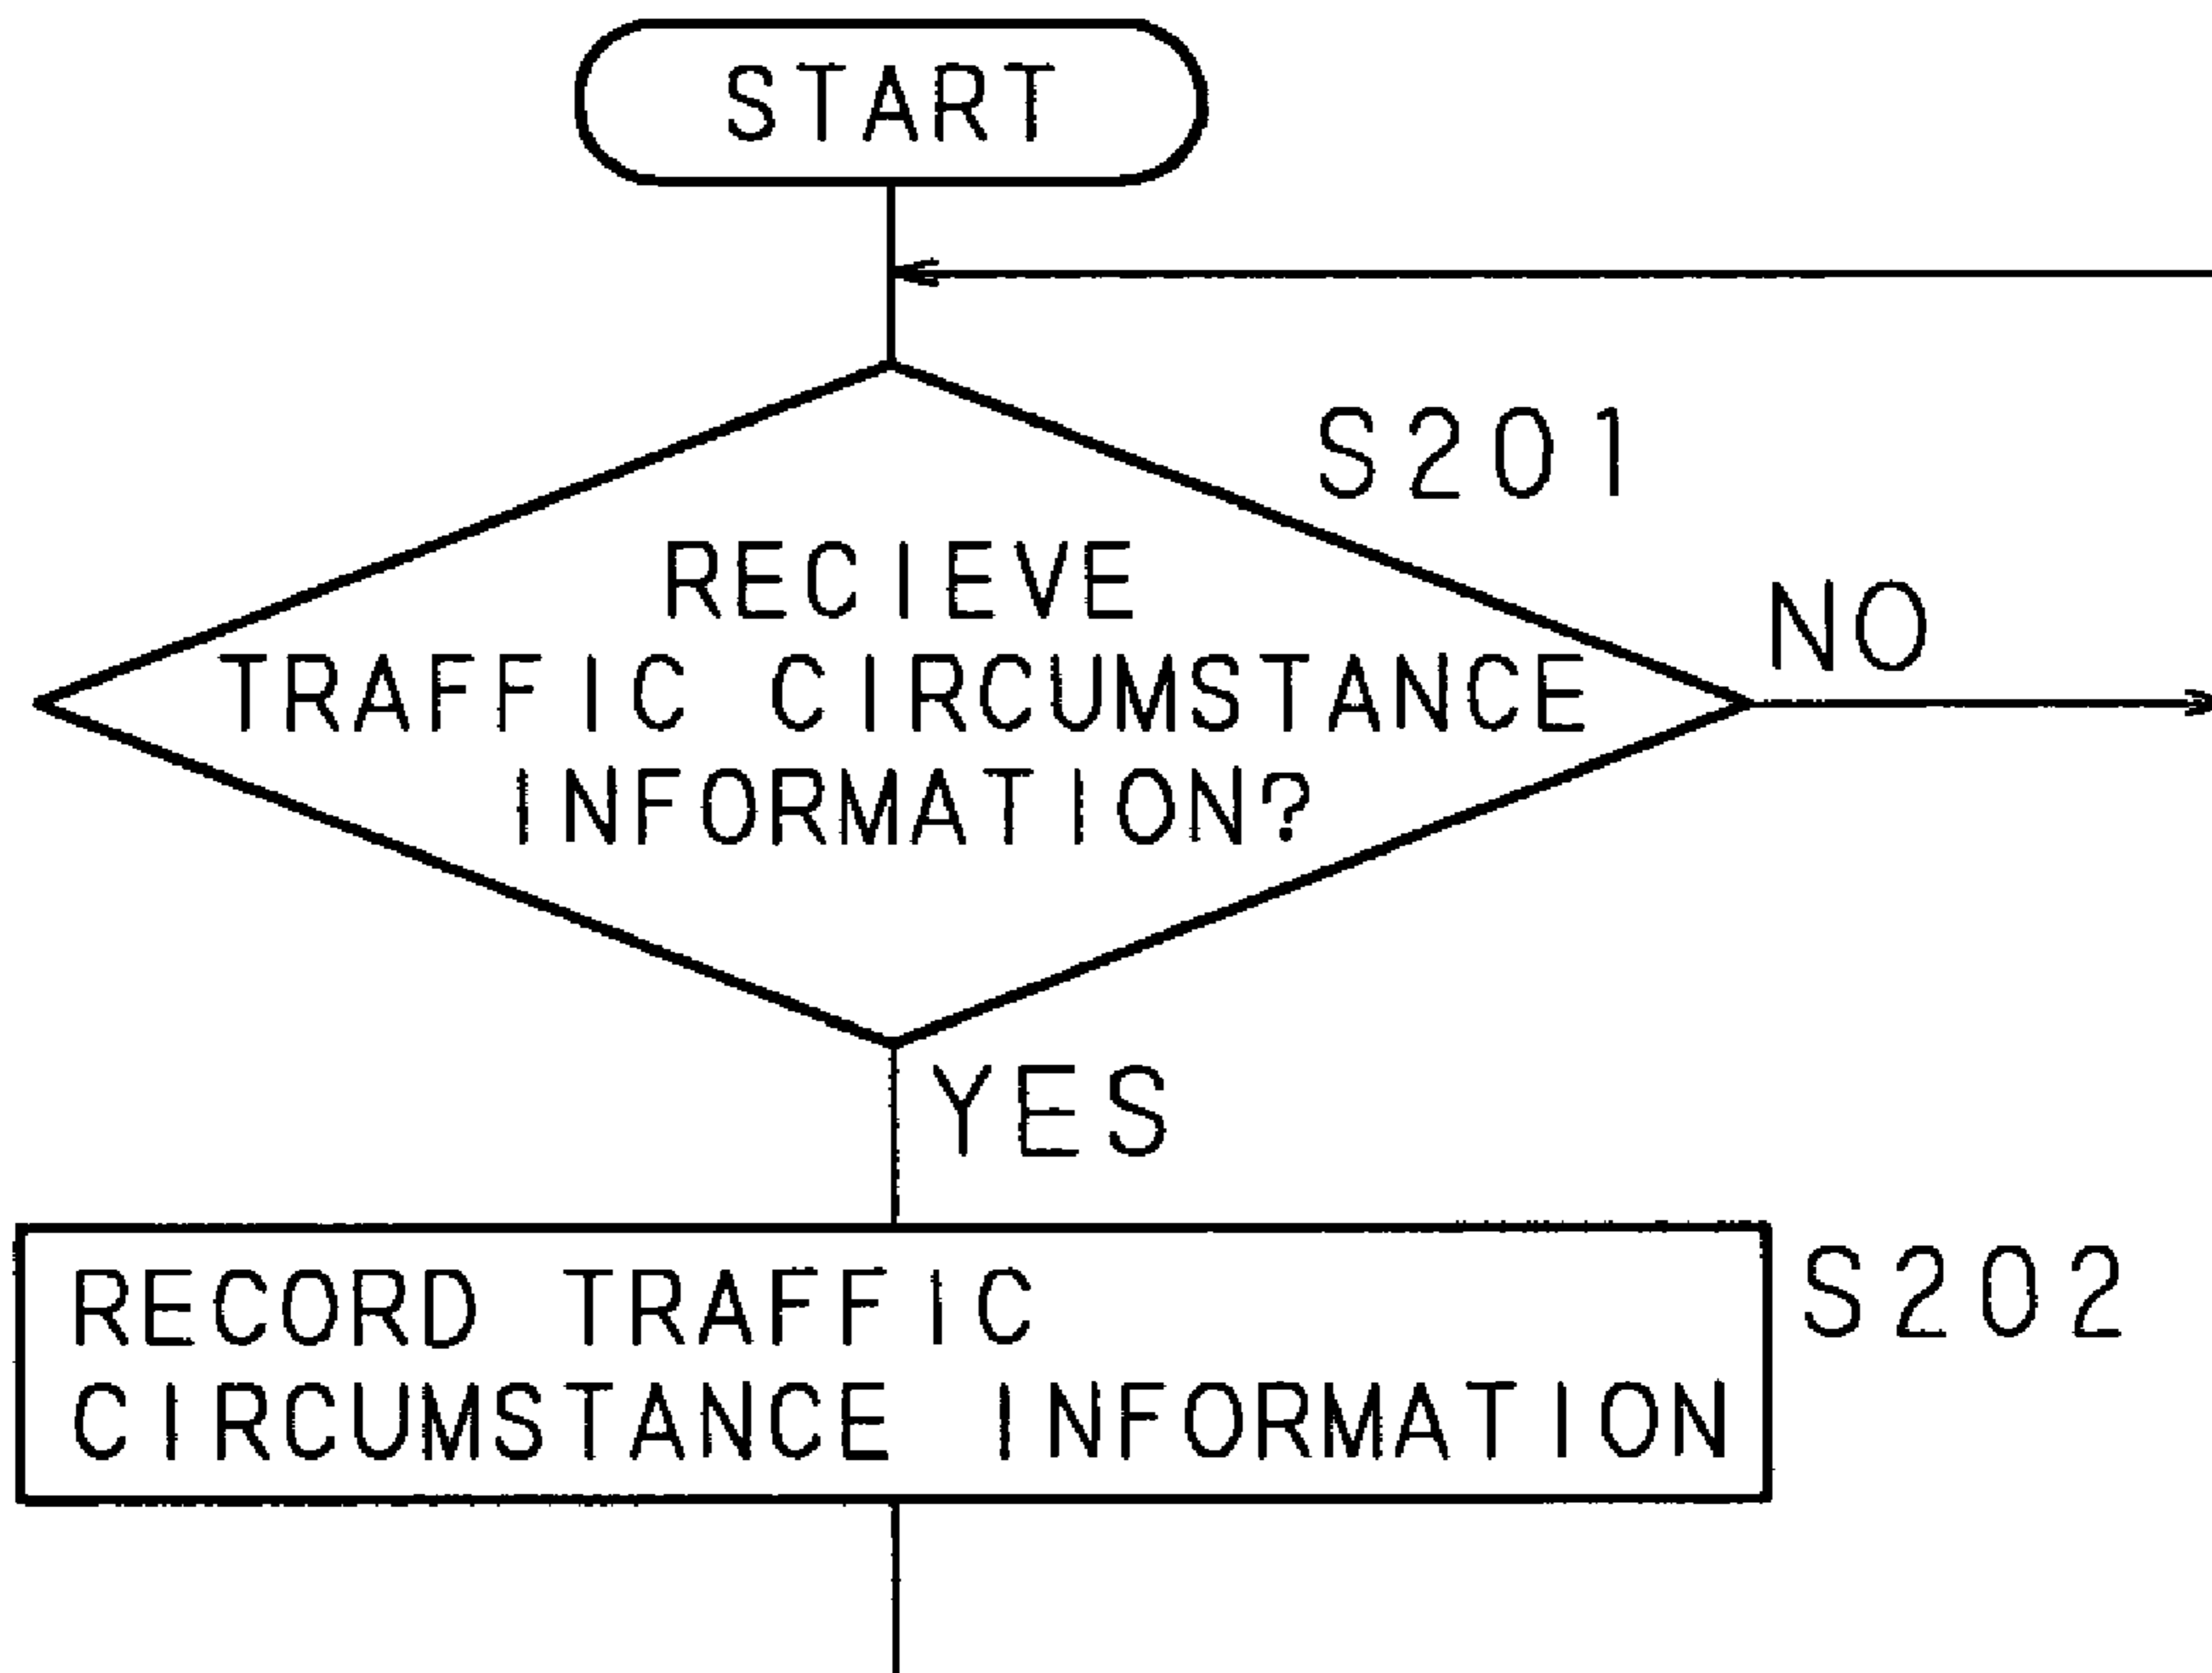 START
S201
RECIEVE
TRAFFIC CIRCUMSTANCE
INFORMATION?
NO
YES
RECORD TRAFFIC
CIRCUMSTANCE INFORMATION
S202